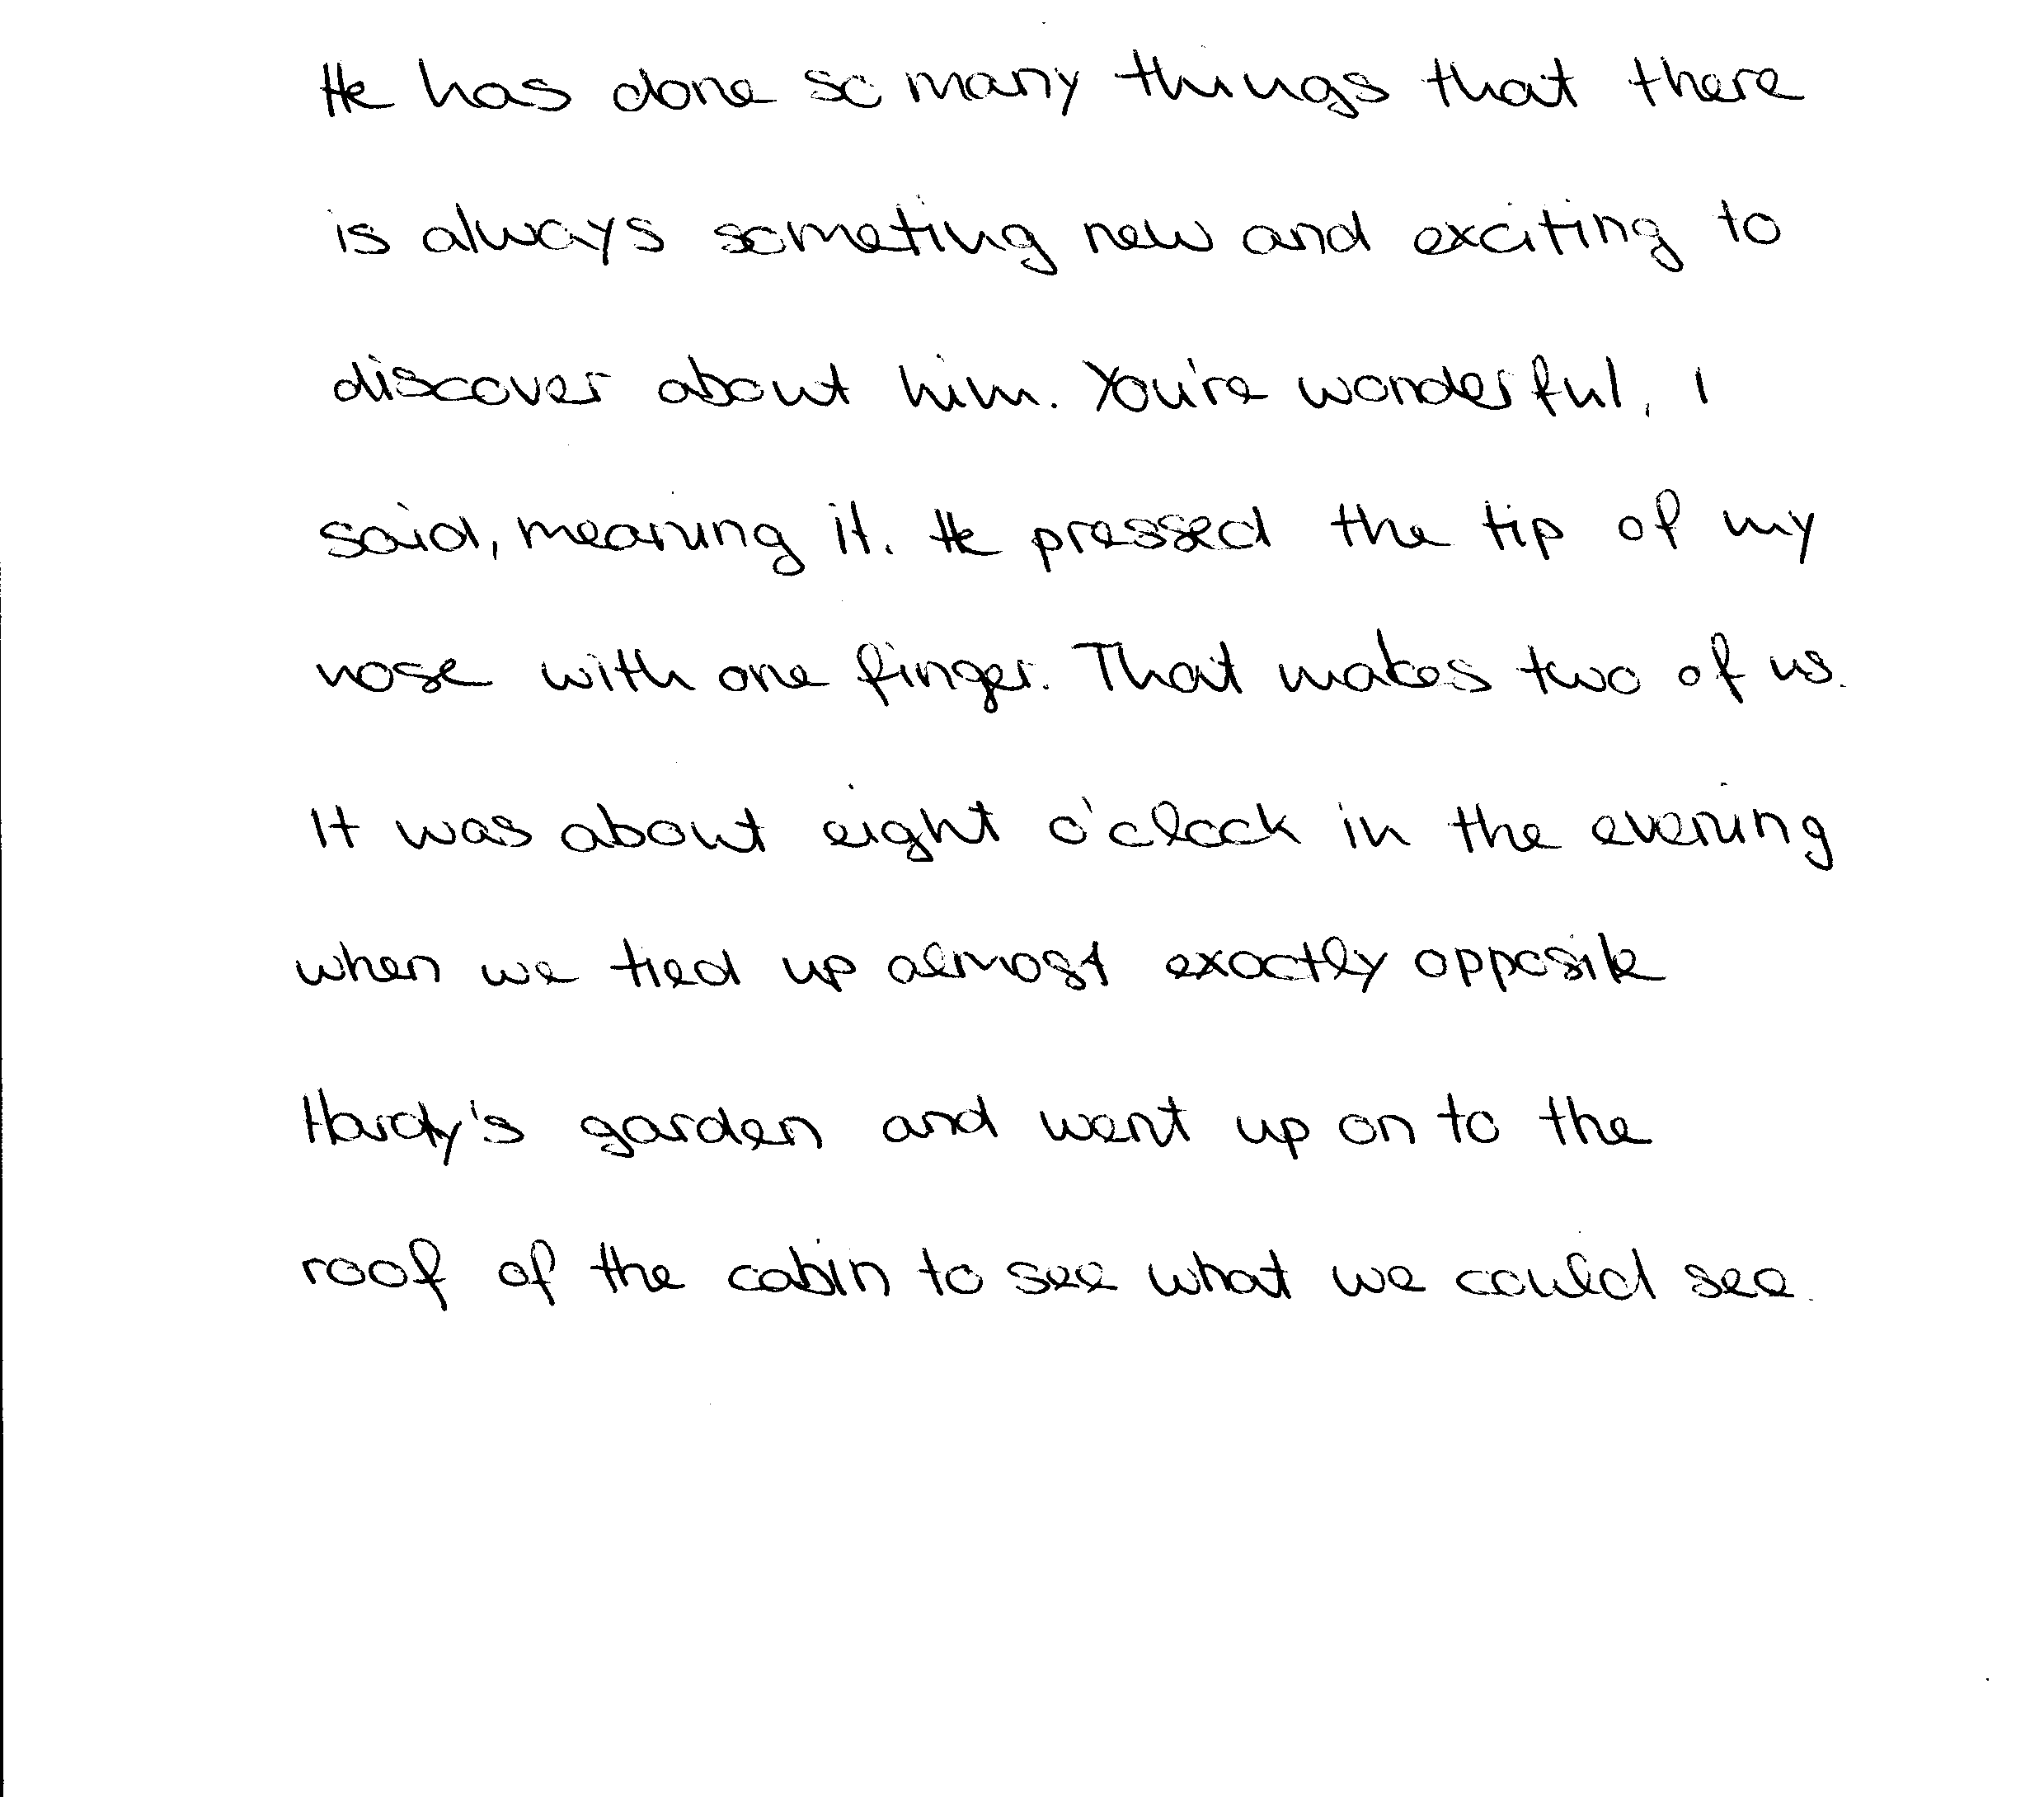 He has done so many things that there
is always someting new and exciting to
discover about him. You're wonderful, I
said, meaning it. He pressed the tip of my
nose with one finger. That makes two of us.
It was about eight o'clock in the evening
when we tied up almost exactly opposite
Hardy's garden and went up on to the
roof of the cabin to see what we could see.